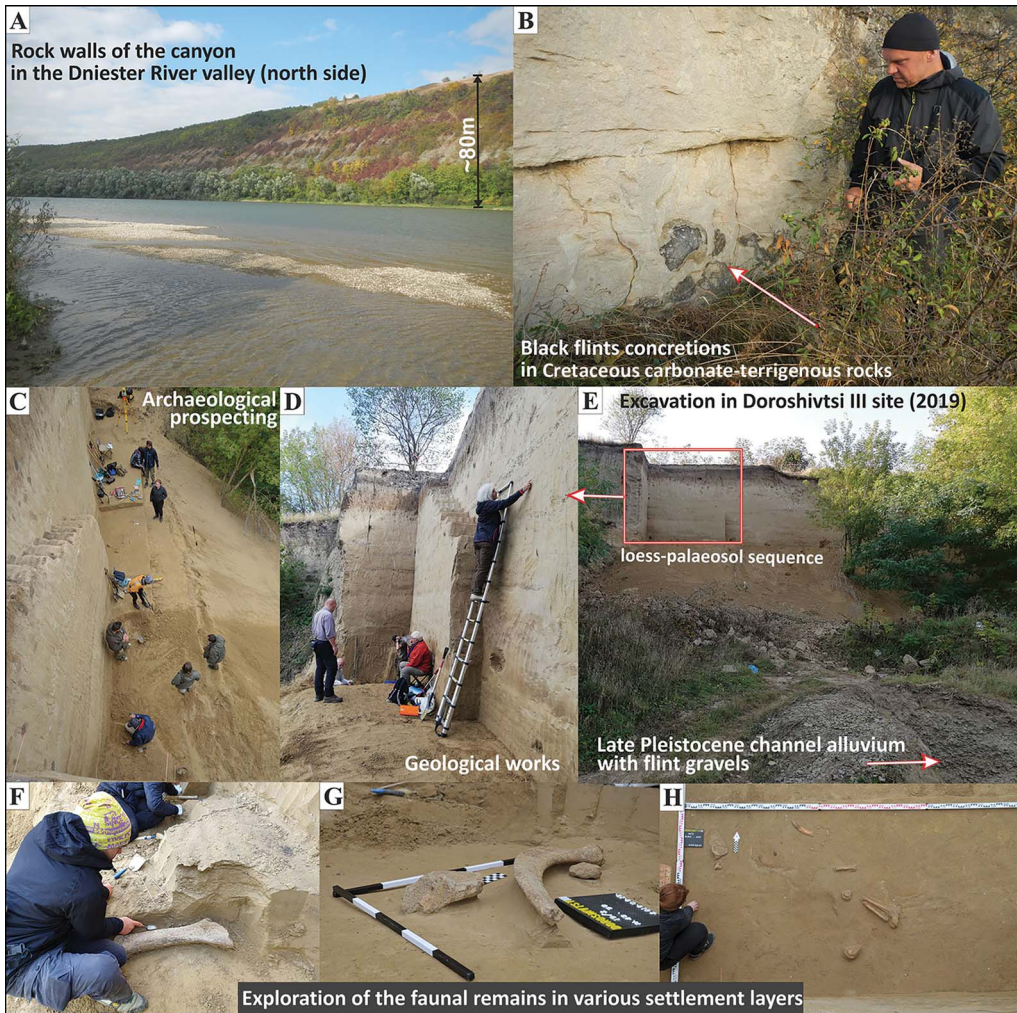 A
Rock walls of the canyon
in the Dniester River valley (north side)
~80m
B
Black flints concretions
in Cretaceous carbonate-terrigenous rocks
C
Archaeological
prospecting
D
Geological works
E
Excavation in Doroshivtsi III site (2019)
loess-palaeosol sequence
Late Pleistocene channel alluvium
with flint gravels
F
G
H
Exploration of the faunal remains in various settlement layers